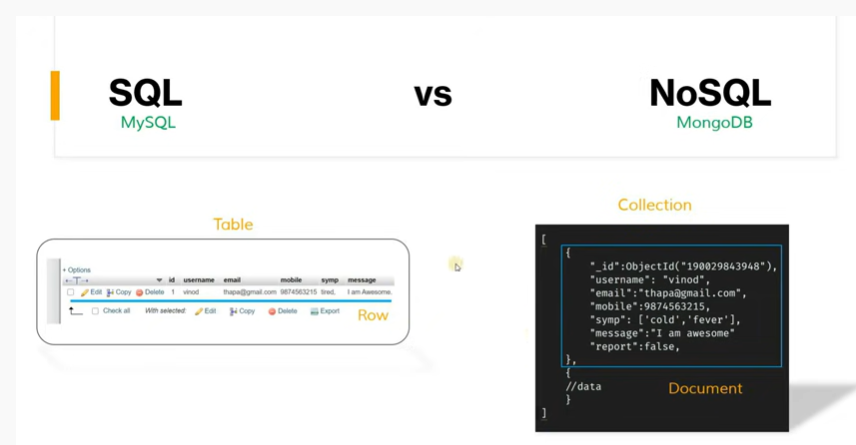 SQL vs NoSQL
MySQL MongoDB
Table
Options
id username email mobile symp message
Edit Copy Delete 1 vinod thapa@gmail.com 9874563215 tired, I am Awesome.
Check all With selected: Edit Copy Delete Export
Row
Collection
[
{
"_id":ObjectId("190029843948"),
"username": "vinod",
"email":"thapa@gmail.com",
"mobile":9874563215,
"symp": ['cold','fever'],
"message":"I am awesome"
"report":false,
},
{
//data
}
]
Document